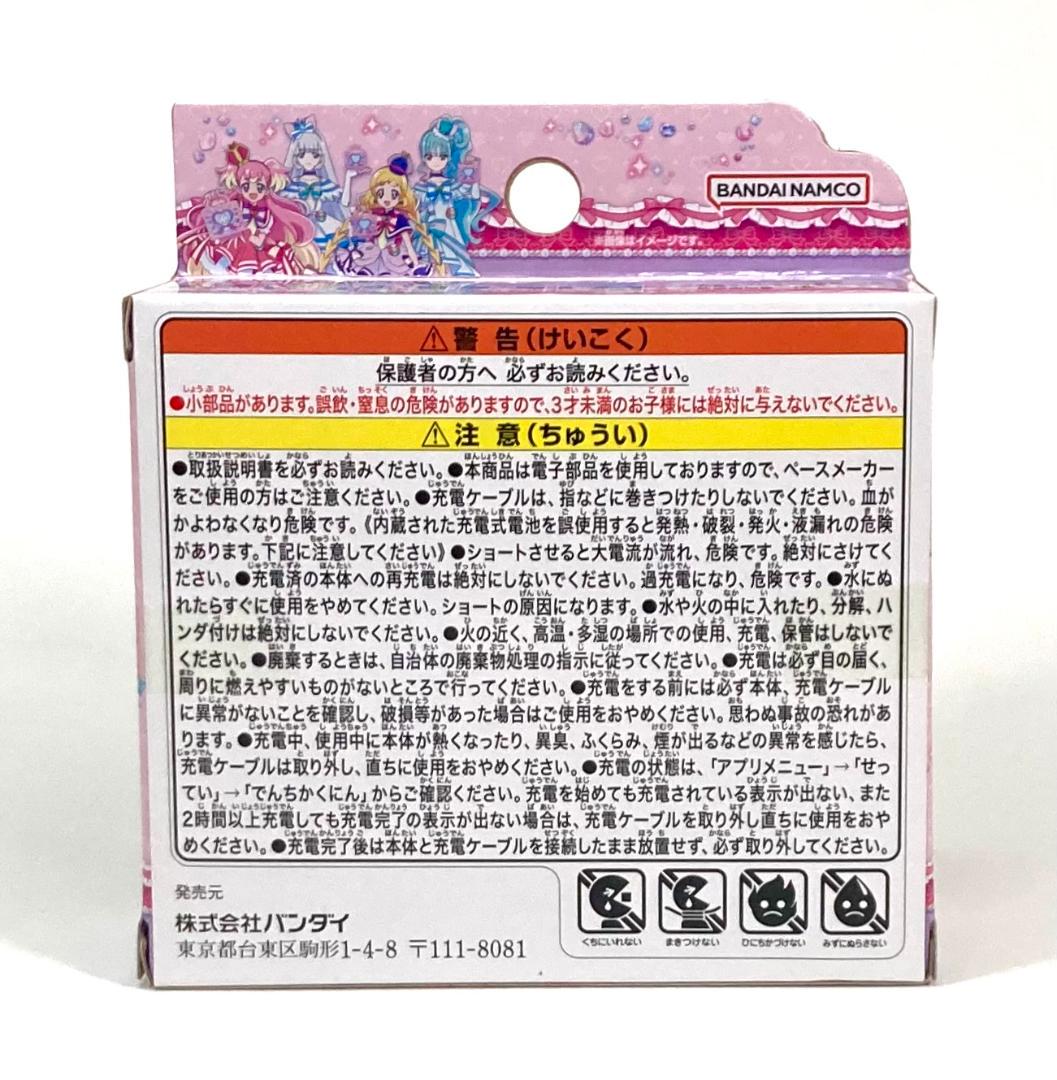 BANDAI NAMCO
※画像はイメージです。
⚠警 告(けいこく)
保護者の方へ 必ずお読みください。
●小部品があります。誤飲・窒息の危険がありますので、3才未満のお子様には絶対に与えないでください。
⚠注 意(ちゅうい)
●取扱説明書を必ずお読みください。●本商品は電子部品を使用しておりますので、ペースメーカー
をご使用の方はご注意ください。●充電ケーブルは、指などに巻きつけたりしないでください。血が
かよわなくなり危険です。《内蔵された充電式電池を誤使用すると発熱・破裂・発火・液漏れの危険
があります。下記に注意してください》●ショートさせると大電流が流れ、危険です。絶対にさけてく
ださい。●充電済の本体への再充電は絶対にしないでください。過充電になり、危険です。●水にぬ
れたらすぐに使用をやめてください。ショートの原因になります。●水や火の中に入れたり、分解、ハ
ンダ付けは絶対にしないでください。●火の近く、高温・多湿の場所での使用、充電、保管はしないで
ください。●廃棄するときは、自治体の廃棄物処理の指示に従ってください。●充電は必ず目の届く、
周りに燃えやすいものがないところで行ってください。●充電をする前には必ず本体、充電ケーブル
に異常がないことを確認し、破損等があった場合はご使用をおやめください。思わぬ事故の恐れがあ
ります。●充電中、使用中に本体が熱くなったり、異臭、ふくらみ、煙が出るなどの異常を感じたら、
充電ケーブルは取り外し、直ちに使用をおやめください。●充電の状態は、「アプリメニュー」→「せっ
てい」→「でんちかくにん」からご確認ください。充電を始めても充電されている表示が出ない、また
2時間以上充電しても充電完了の表示が出ない場合は、充電ケーブルを取り外し直ちに使用をおや
めください。●充電完了後は本体と充電ケーブルを接続したまま放置せず、必ず取り外してください。
発売元
株式会社バンダイ
東京都台東区駒形1-4-8 〒111-8081
くちにいれない まきつけない ひにちかづけない みずにぬらさない